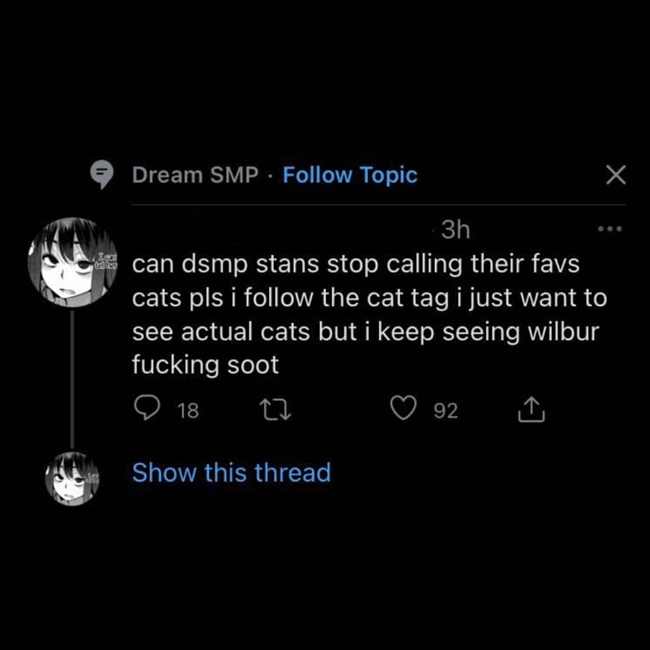 Dream SMP · Follow Topic
3h
can dsmp stans stop calling their favs
cats pls i follow the cat tag i just want to
see actual cats but i keep seeing wilbur
fucking soot
18 92
Show this thread